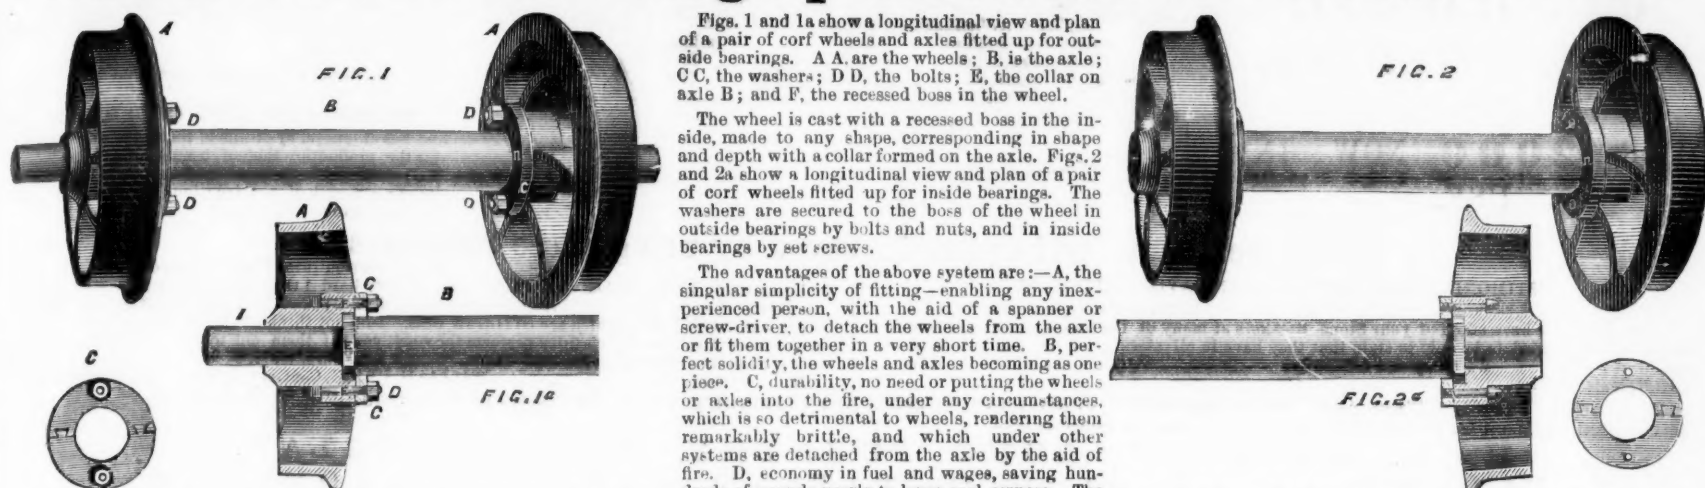 Figs. 1 and 1a show a longitudinal view and plan
of a pair of corf wheels and axles fitted up for out-
side bearings. A A, are the wheels; B, is the axle;
C C, the washers; D D, the bolts; E, the collar on
axle B; and F, the recessed boss in the wheel.
The wheel is cast with a recessed boss in the in-
side, made to any shape, corresponding in shape
and depth with a collar formed on the axle. Figs. 2
and 2a show a longitudinal view and plan of a pair
of corf wheels fitted up for inside bearings. The
washers are secured to the boss of the wheel in
outside bearings by bolts and nuts, and in inside
bearings by set screws.
The advantages of the above system are:—A, the
singular simplicity of fitting—enabling any inex-
perienced person, with the aid of a spanner or
screw-driver, to detach the wheels from the axle
or fit them together in a very short time. B, per-
fect solidity, the wheels and axles becoming as one
piece. C, durability, no need or putting the wheels
or axles into the fire, under any circumstances,
which is so detrimental to wheels, rendering them
remarkably brittle, and which under other
systems are detached from the axle by the aid of
fire. D, economy in fuel and wages, saving hun-
A
A
FIG. 1
B
D
D
D
C
A
C
B
I
D
C
FIG. 1a
C
FIG. 2
FIG. 2a